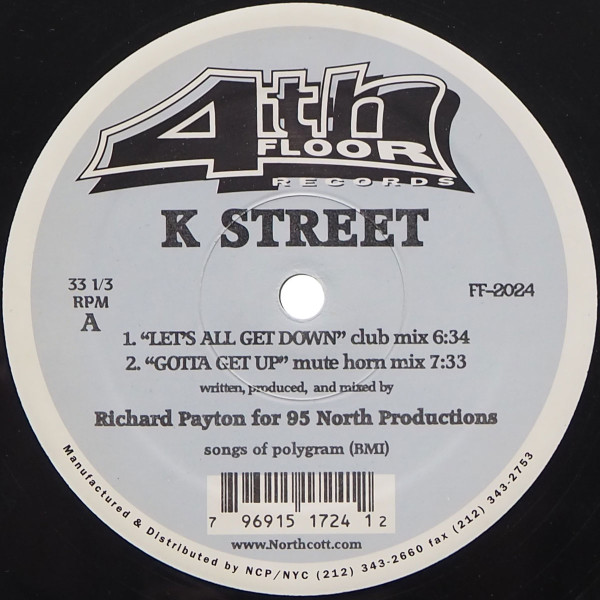 4th
FLOOR
RECORDS
K STREET
33 1/3
RPM
A
FF-2024
1. “LET'S ALL GET DOWN” club mix 6:34
2. “GOTTA GET UP” mute horn mix 7:33
written, produced, and mixed by
Richard Payton for 95 North Productions
songs of polygram (BMI)
7 96915 1724 1 2
www.Northcott.com
Manufactured & Distributed by NCP/NYC (212) 343-2660 fax (212) 343-2753